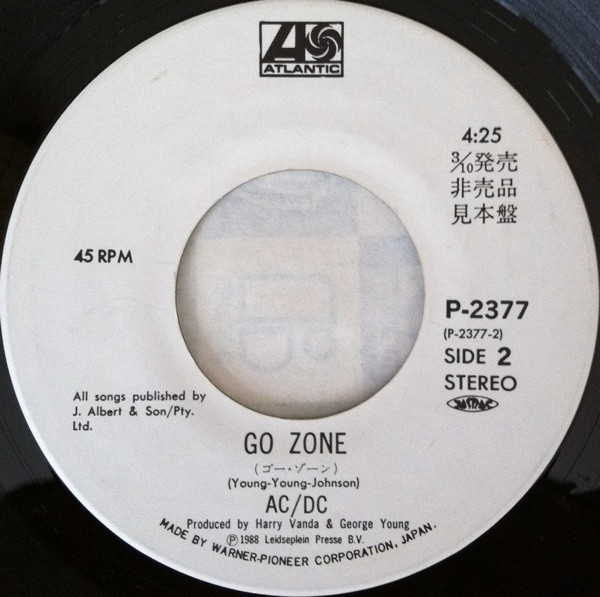 ATLANTIC
4:25
3/10発売
非売品
見本盤
45 RPM
P-2377
(P-2377-2)
SIDE 2
STEREO
JASRAC
All songs published by
J. Albert & Son/Pty.
Ltd.
GO ZONE
(ゴー・ゾーン)
(Young-Young-Johnson)
AC/DC
Produced by Harry Vanda & George Young
Ⓟ1988 Leidseplein Presse B.V.
MADE BY WARNER-PIONEER CORPORATION, JAPAN.